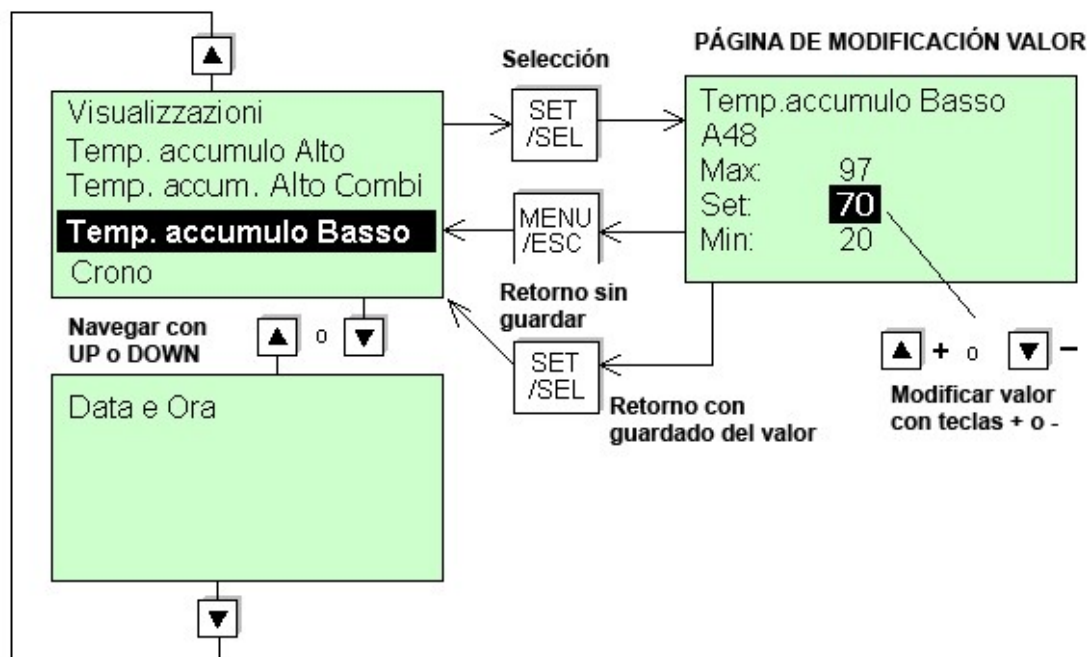 PÁGINA DE MODIFICACIÓN VALOR
Selección
▲
Visualizzazioni
Temp. accumulo Alto
Temp. accum. Alto Combi
Temp. accumulo Basso
Crono
SET
/SEL
Temp.accumulo Basso
A48
Max: 97
Set: 70
Min: 20
MENU
/ESC
Retorno sin
guardar
Navegar con
UP o DOWN
▲ o ▼
SET
/SEL
Retorno con
guardado del valor
▲ + o ▼ −
Modificar valor
con teclas + o -
Data e Ora
▼